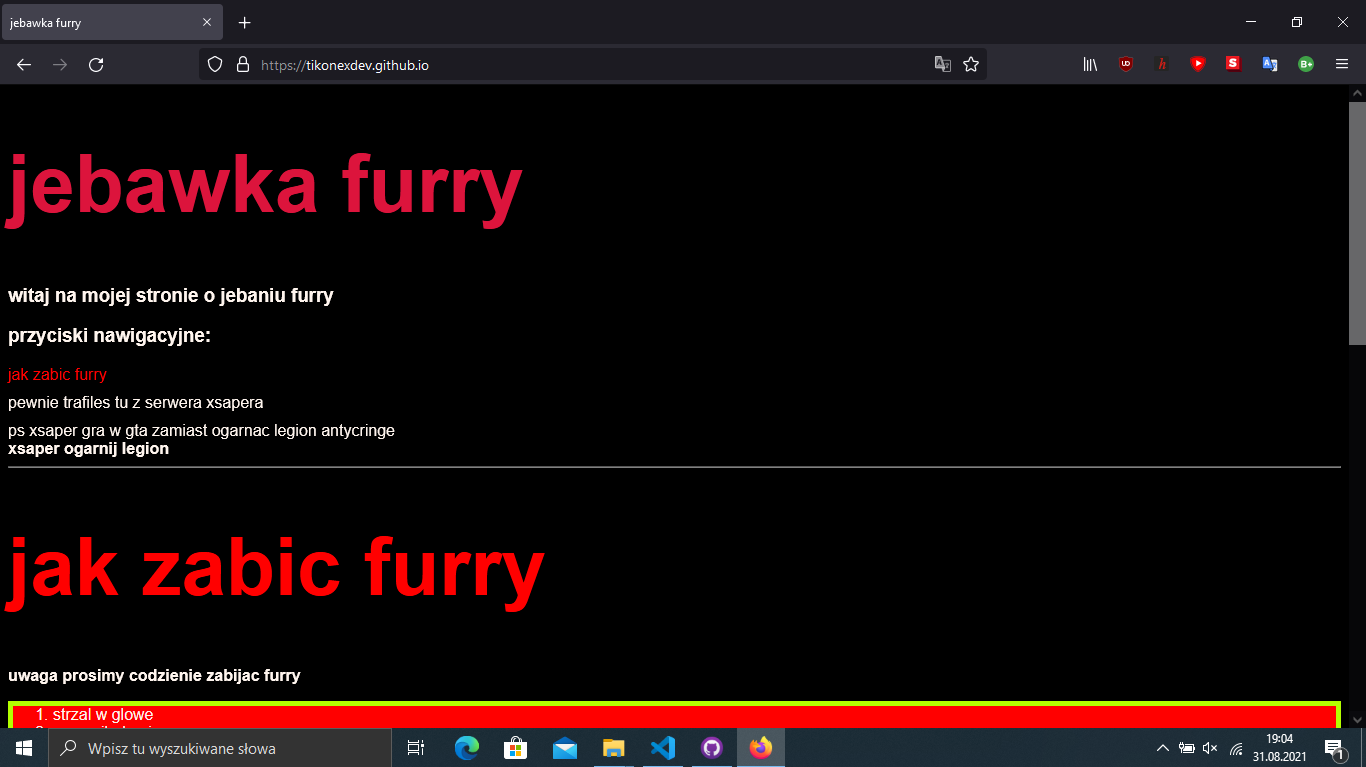 jebawka furry
https://tikonexdev.github.io
jebawka furry
witaj na mojej stronie o jebaniu furry
przyciski nawigacyjne:
jak zabic furry
pewnie trafiles tu z serwera xsapera
ps xsaper gra w gta zamiast ogarnac legion antycringe
xsaper ogarnij legion
jak zabic furry
uwaga prosimy codzienie zabijac furry
1. strzal w glowe
Wpisz tu wyszukiwane słowa
19:04
31.08.2021
1